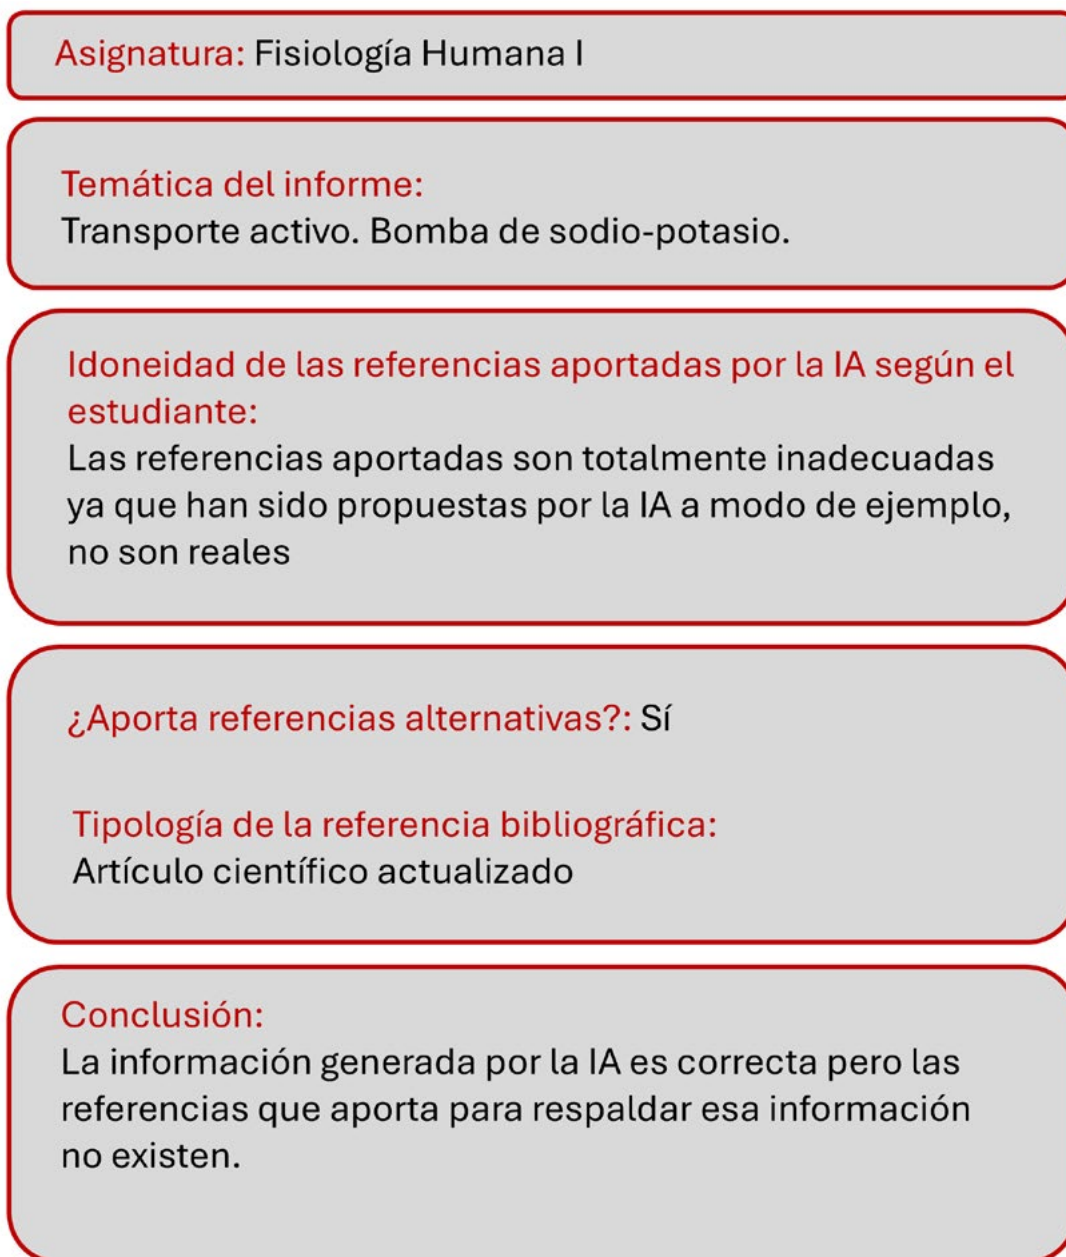 Asignatura: Fisiología Humana I
Temática del informe:
Transporte activo. Bomba de sodio-potasio.
Idoneidad de las referencias aportadas por la IA según el
estudiante:
Las referencias aportadas son totalmente inadecuadas
ya que han sido propuestas por la IA a modo de ejemplo,
no son reales
¿Aporta referencias alternativas?: Sí
Tipología de la referencia bibliográfica:
Artículo científico actualizado
Conclusión:
La información generada por la IA es correcta pero las
referencias que aporta para respaldar esa información
no existen.